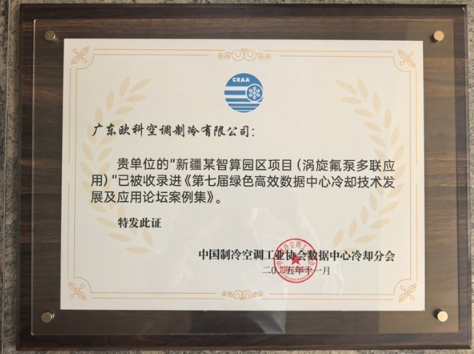 CRAA
广东欧科空调制冷有限公司：
贵单位的“新疆某智算园区项目（涡旋氟泵多联应
用）”已被收录进《第七届绿色高效数据中心冷却技术发
展及应用论坛案例集》。
特发此证
中国制冷空调工业协会数据中心冷却分会
二〇二五年十一月